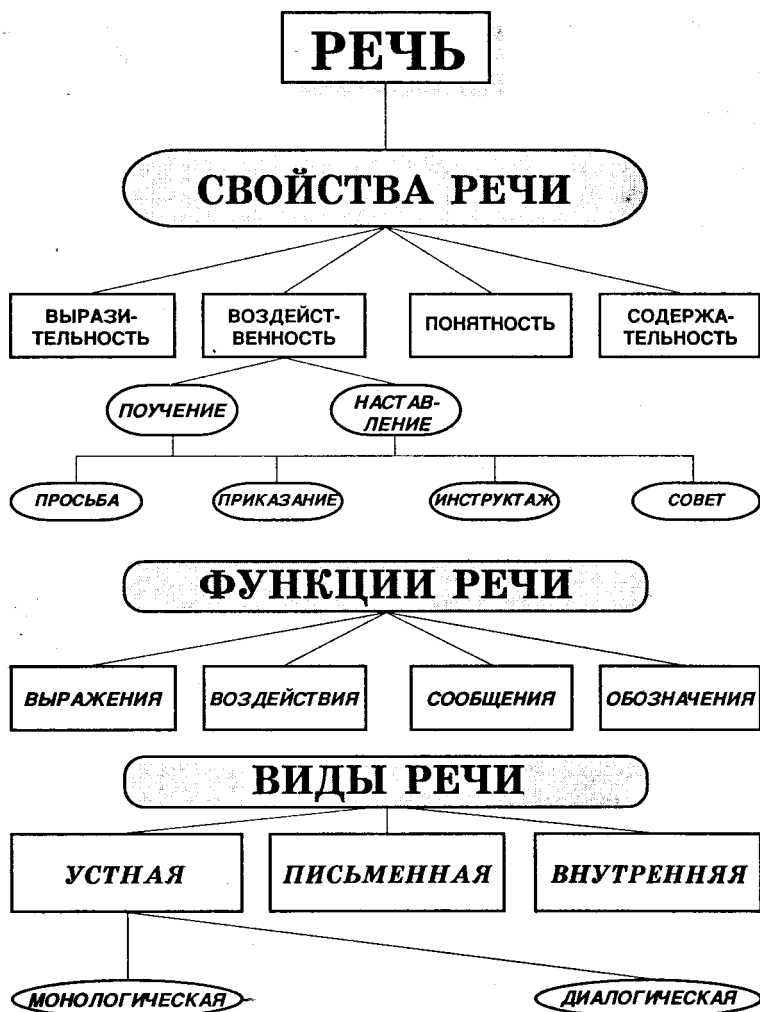 РЕЧЬ
СВОЙСТВА РЕЧИ
ВЫРАЗИ-
ТЕЛЬНОСТЬ
ВОЗДЕЙСТ-
ВЕННОСТЬ
ПОНЯТНОСТЬ
СОДЕРЖА-
ТЕЛЬНОСТЬ
ПОУЧЕНИЕ
НАСТАВ-
ЛЕНИЕ
ПРОСЬБА
ПРИКАЗАНИЕ
ИНСТРУКТАЖ
СОВЕТ
ФУНКЦИИ РЕЧИ
ВЫРАЖЕНИЯ
ВОЗДЕЙСТВИЯ
СООБЩЕНИЯ
ОБОЗНАЧЕНИЯ
ВИДЫ РЕЧИ
УСТНАЯ
ПИСЬМЕННАЯ
ВНУТРЕННЯЯ
МОНОЛОГИЧЕСКАЯ
ДИАЛОГИЧЕСКАЯ